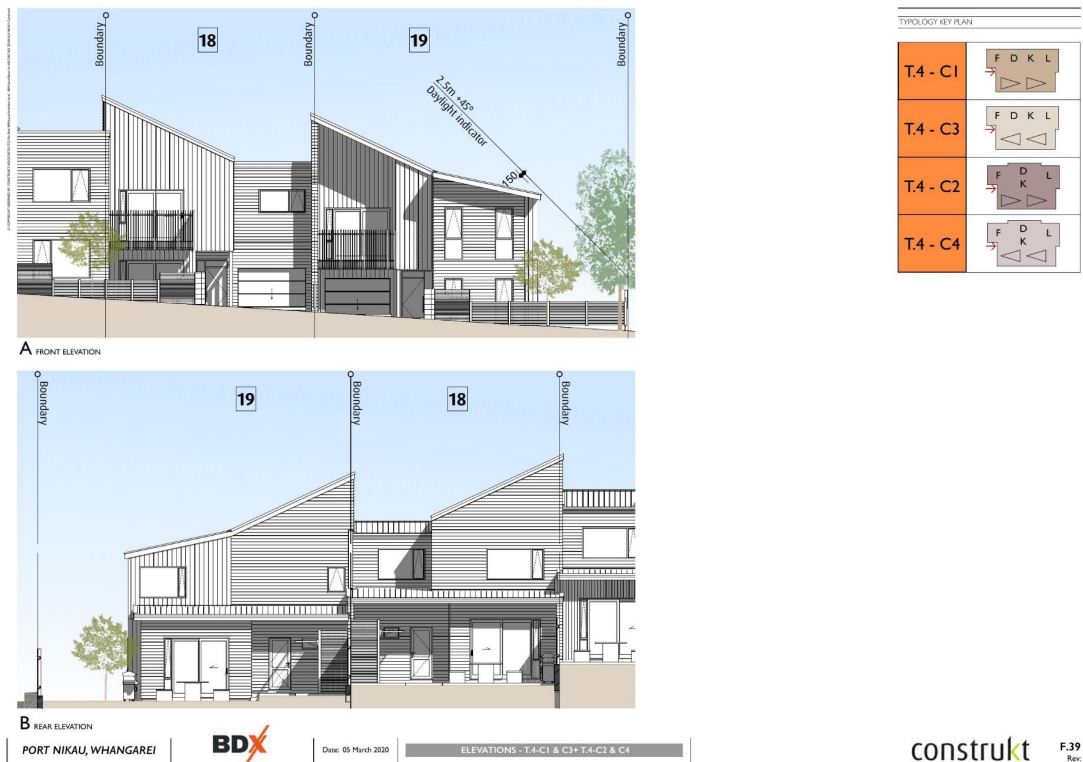 Boundary
18
Boundary
19
Boundary
2.5m +45º
Daylight indicator
150
A FRONT ELEVATION
Boundary
19
Boundary
18
Boundary
B REAR ELEVATION
TYPOLOGY KEY PLAN
T.4 - C1
F D K L
T.4 - C3
F D K L
T.4 - C2
F D L
K
T.4 - C4
F D L
K
PORT NIKAU, WHANGAREI
BDX
Date: 05 March 2020
ELEVATIONS - T.4-C1 & C3+ T.4-C2 & C4
construkt
F.39
Rev: